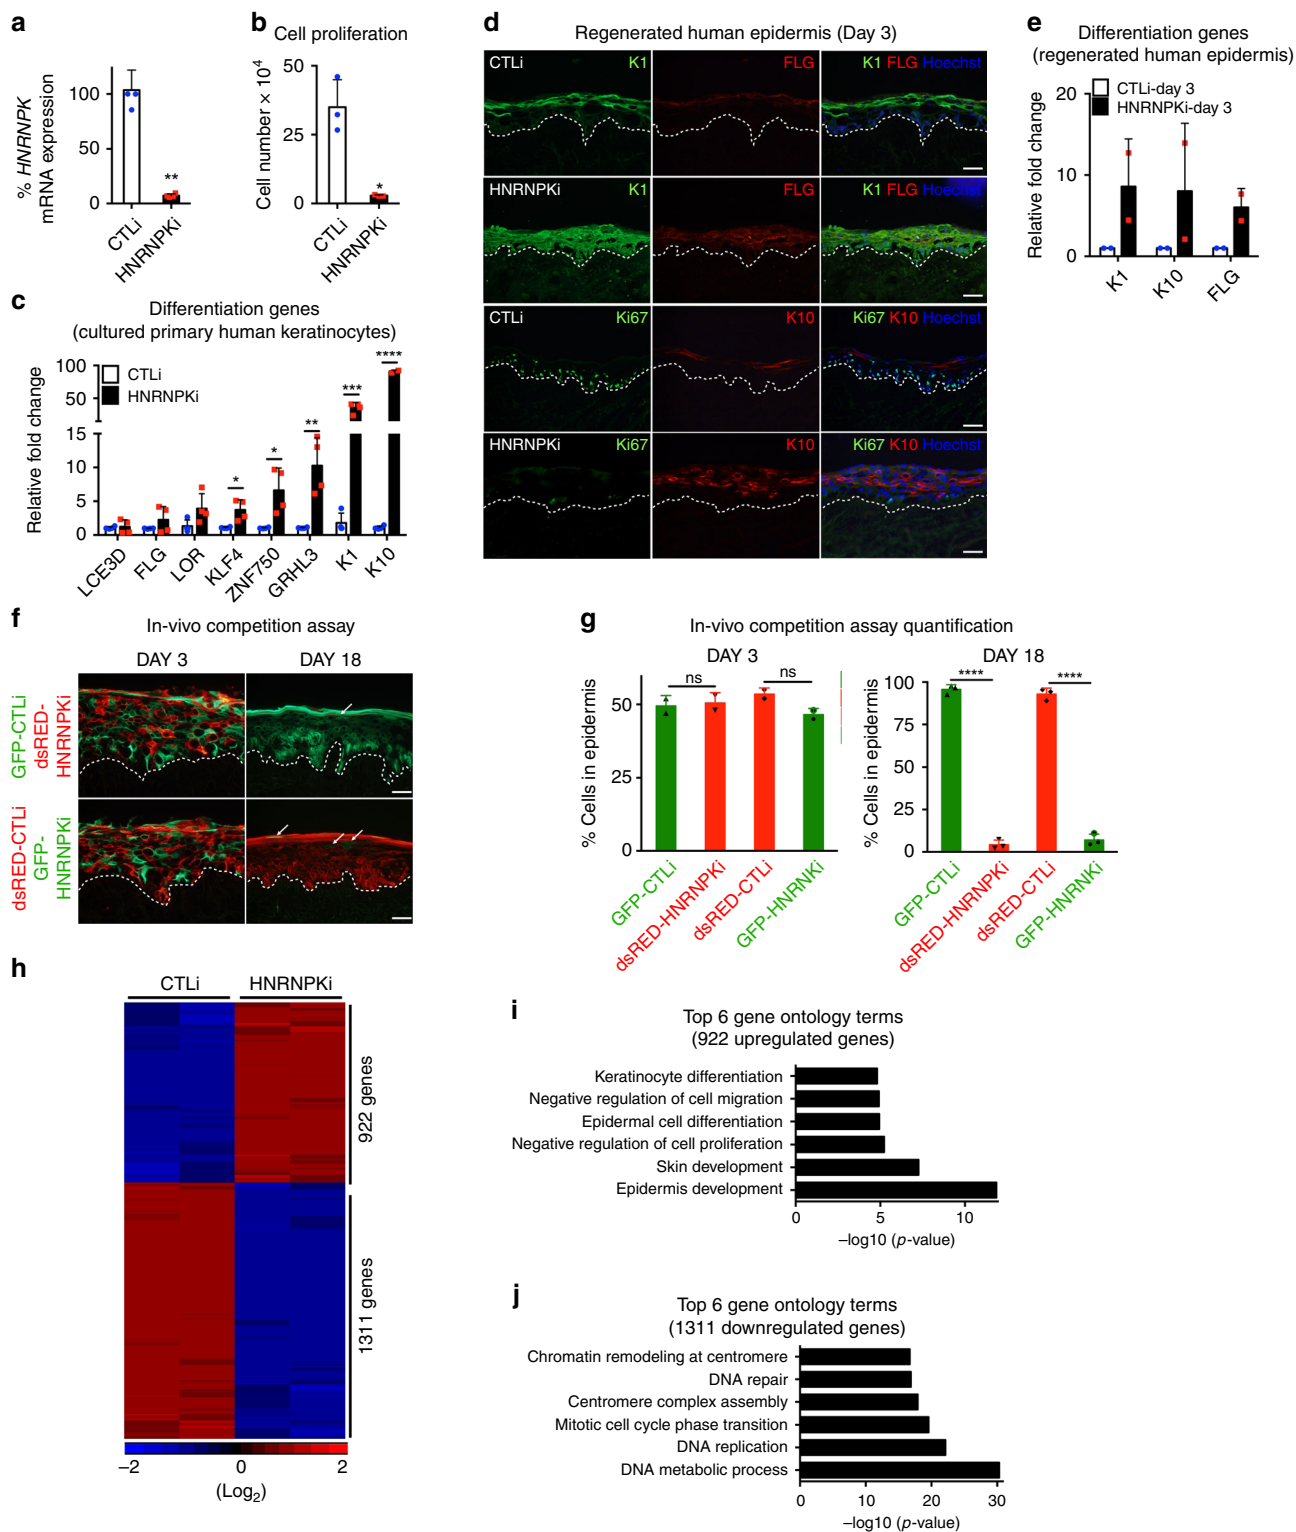 a
% HNRNPK
mRNA expression
100
50
0
**
CTLi
HNRNPKi
b
Cell proliferation
Cell number × 10⁴
50
25
0
*
CTLi
HNRNPKi
c
Differentiation genes
(cultured primary human keratinocytes)
Relative fold change
100
50
15
10
5
0
CTLi
HNRNPKi
*
*
**
***
****
LCE3D
FLG
LOR
KLF4
ZNF750
GRHL3
K1
K10
d
Regenerated human epidermis (Day 3)
CTLi K1 FLG K1 FLG Hoechst
HNRNPKi K1 FLG K1 FLG Hoechst
CTLi Ki67 K10 Ki67 K10 Hoechst
HNRNPKi Ki67 K10 Ki67 K10 Hoechst
e
Differentiation genes
(regenerated human epidermis)
Relative fold change
20
10
0
CTLi-day 3
HNRNPKi-day 3
K1
K10
FLG
f
In-vivo competition assay
DAY 3 DAY 18
GFP-CTLi
dsRED-
HNRNPKi
dsRED-CTLi
GFP-
HNRNPKi
g
In-vivo competition assay quantification
DAY 3
% Cells in epidermis
50
25
0
ns
ns
GFP-CTLi
dsRED-HNRNPKi
dsRED-CTLi
GFP-HNRNKi
DAY 18
% Cells in epidermis
100
75
50
25
0
****
****
GFP-CTLi
dsRED-HNRNPKi
dsRED-CTLi
GFP-HNRNKi
h
CTLi HNRNPKi
922 genes
1311 genes
−2 0 2
(Log₂)
i
Top 6 gene ontology terms
(922 upregulated genes)
Keratinocyte differentiation
Negative regulation of cell migration
Epidermal cell differentiation
Negative regulation of cell proliferation
Skin development
Epidermis development
0 5 10
−log10 (p-value)
j
Top 6 gene ontology terms
(1311 downregulated genes)
Chromatin remodeling at centromere
DNA repair
Centromere complex assembly
Mitotic cell cycle phase transition
DNA replication
DNA metabolic process
0 10 20 30
−log10 (p-value)